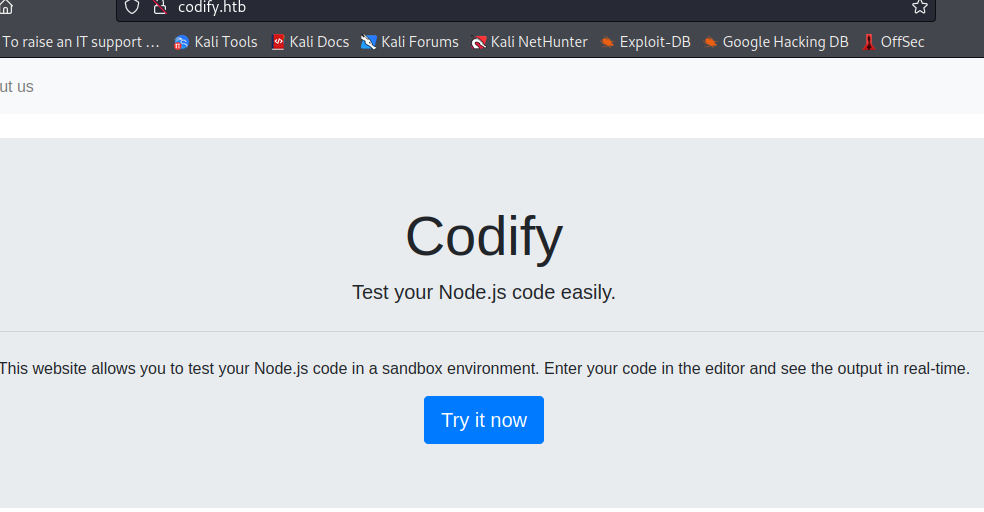 codify.htb
To raise an IT support ... Kali Tools Kali Docs Kali Forums Kali NetHunter Exploit-DB Google Hacking DB OffSec
ut us
Codify
Test your Node.js code easily.
This website allows you to test your Node.js code in a sandbox environment. Enter your code in the editor and see the output in real-time.
Try it now